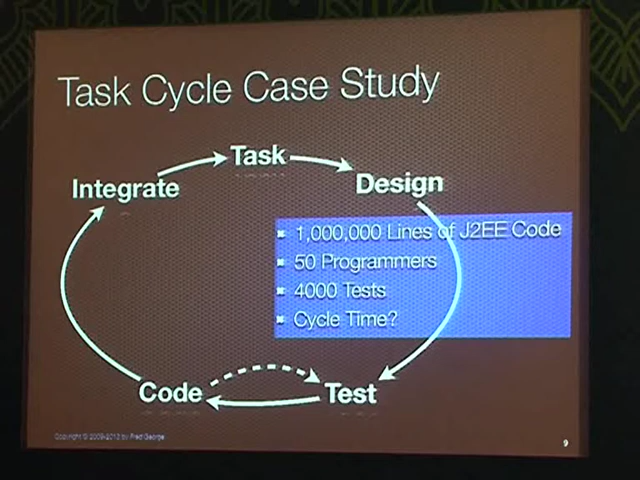 Task Cycle Case Study
Task
Integrate
Design
1,000,000 Lines of J2EE Code
50 Programmers
4000 Tests
Cycle Time?
Code
Test
Copyright © 2009-2012 by Fred George
9